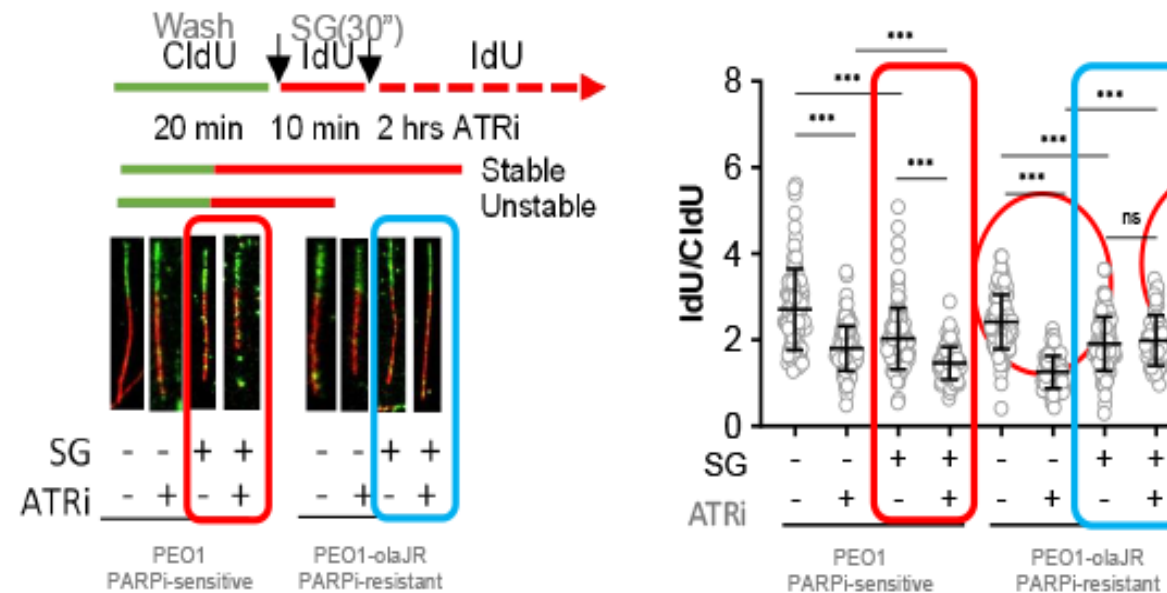 Wash SG(30”)
CldU IdU IdU
20 min 10 min 2 hrs ATRi
Stable
Unstable
SG - - + + - - + +
ATRi - + - + - + - +
PEO1
PARPi-sensitive
PEO1-olaJR
PARPi-resistant
***
***
***
***
***
***
***
ns
IdU/CldU
8
6
4
2
0
SG - - + + - - + +
ATRi - + - + - + - +
PEO1
PARPi-sensitive
PEO1-olaJR
PARPi-resistant